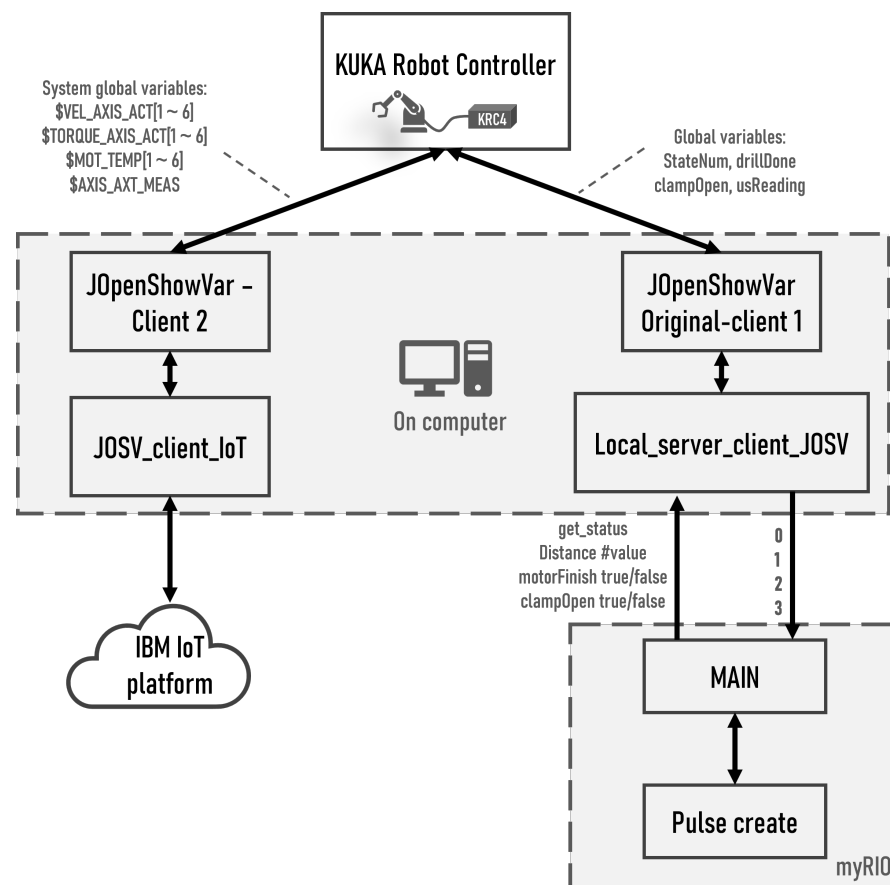 KUKA Robot Controller
KRC4
System global variables:
$VEL_AXIS_ACT[1 ~ 6]
$TORQUE_AXIS_ACT[1 ~ 6]
$MOT_TEMP[1 ~ 6]
$AXIS_AXT_MEAS
Global variables:
StateNum, drillDone
clampOpen, usReading
JOpenShowVar –
Client 2
JOpenShowVar
Original-client 1
On computer
JOSV_client_IoT
Local_server_client_JOSV
get_status
Distance #value
motorFinish true/false
clampOpen true/false
0
1
2
3
IBM IoT
platform
MAIN
Pulse create
myRIO